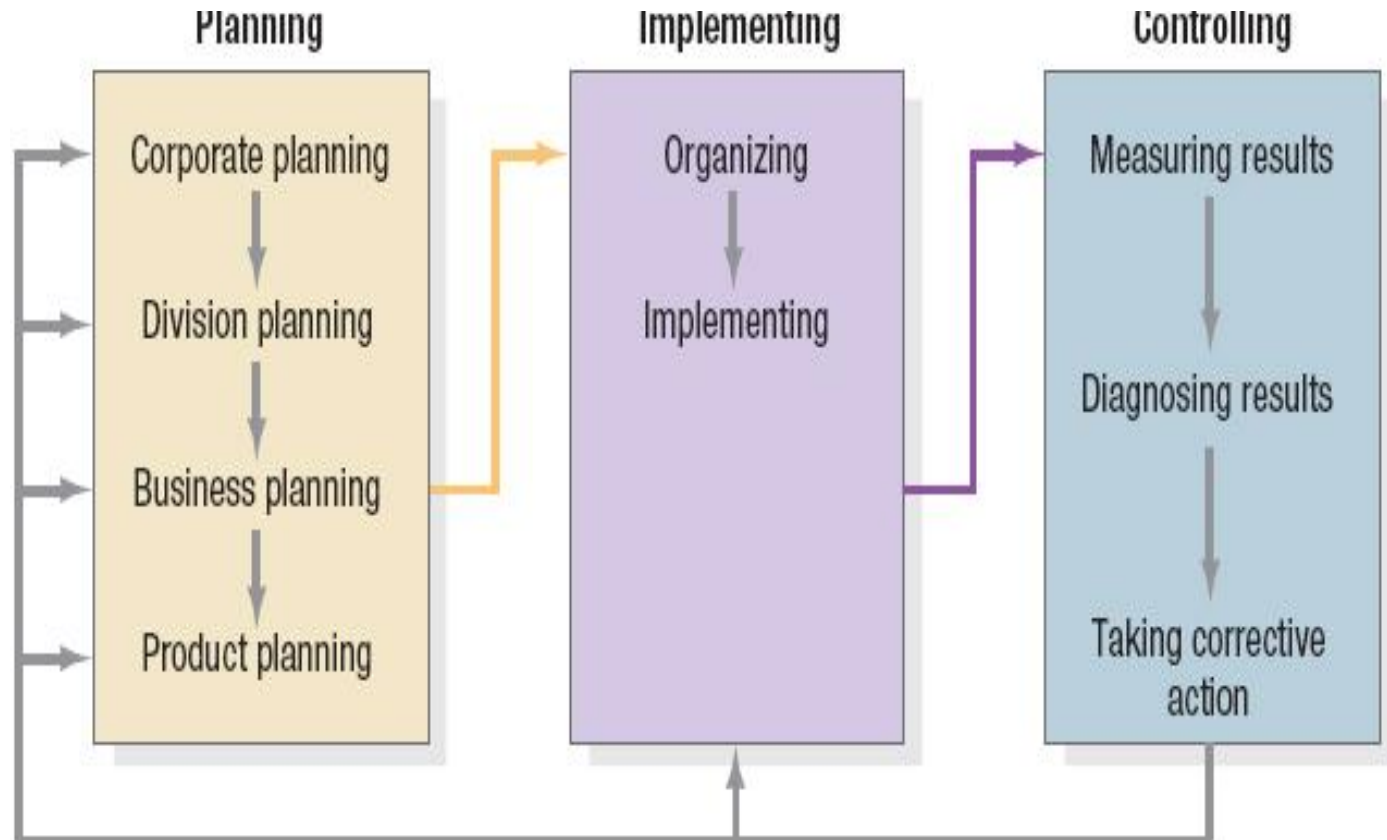 Planning
Corporate planning
Division planning
Business planning
Product planning
Implementing
Organizing
Implementing
Controlling
Measuring results
Diagnosing results
Taking corrective
action